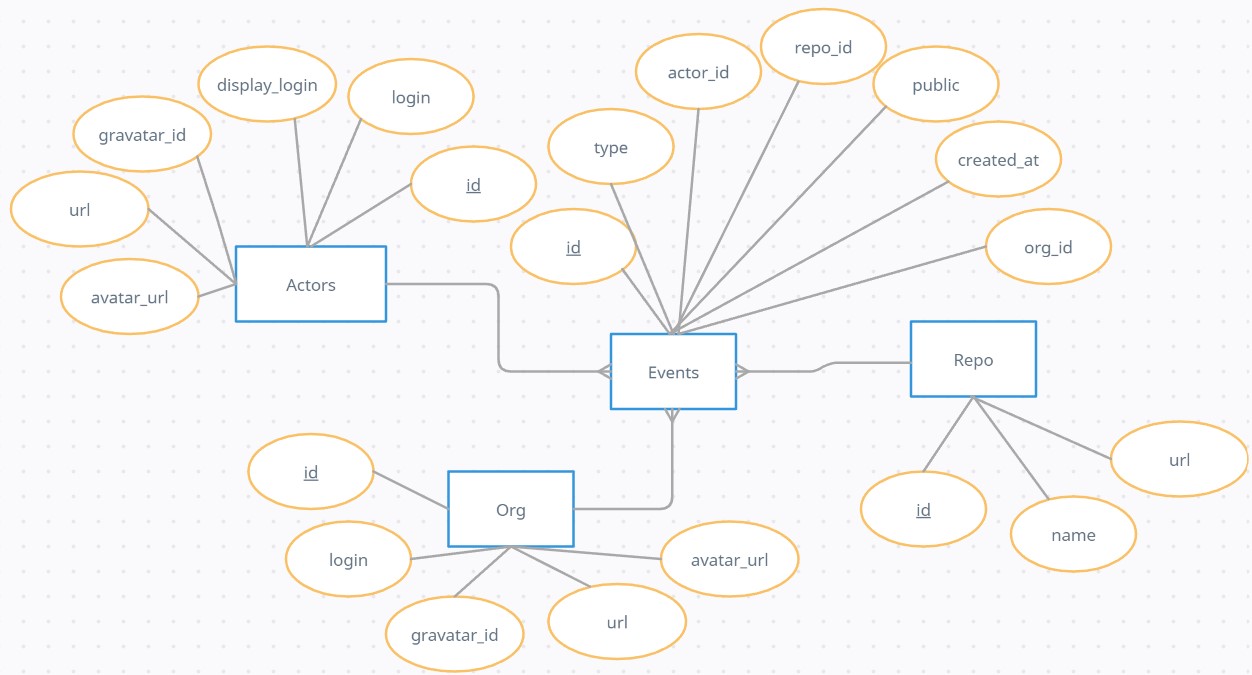 repo_id
actor_id
display_login
public
login
gravatar_id
type
created_at
id
url
id
org_id
Actors
avatar_url
Repo
Events
url
id
Org
id
name
login
avatar_url
url
gravatar_id